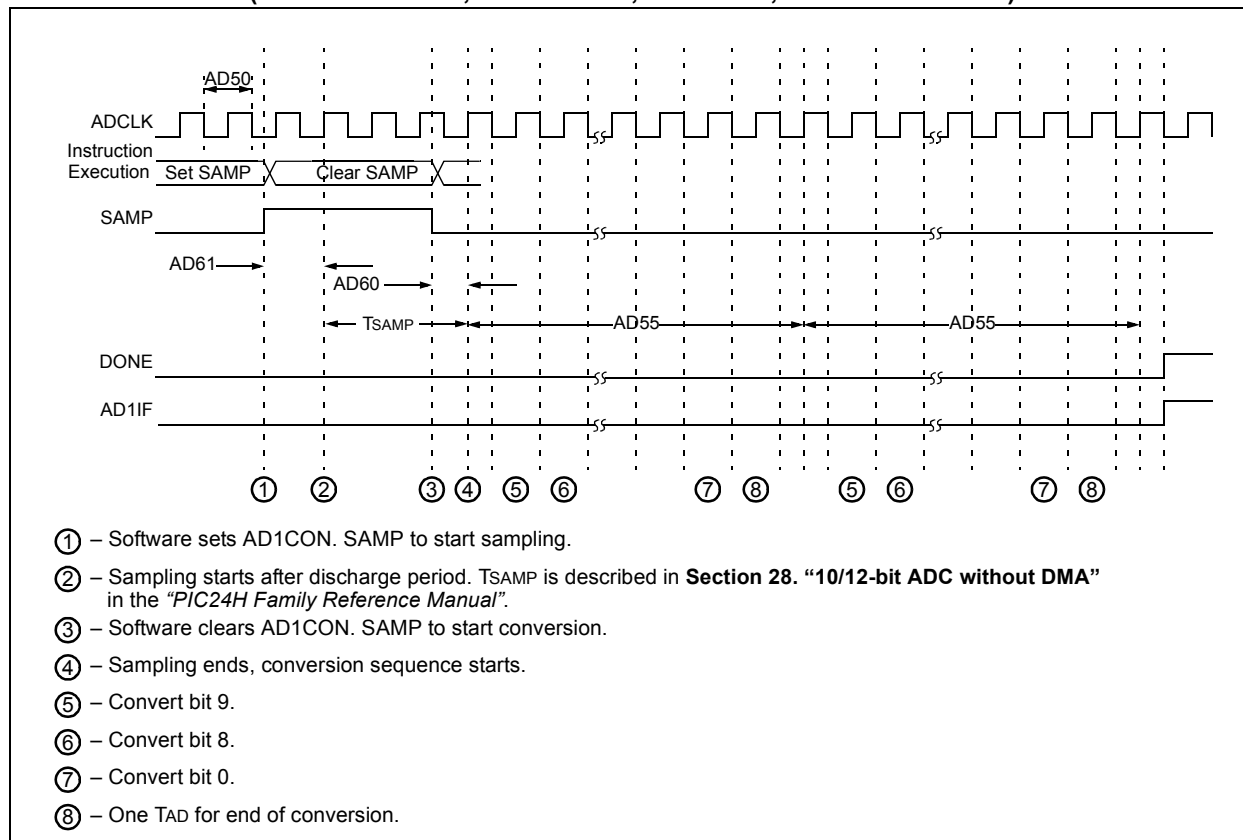 AD50
ADCLK
Instruction
Execution Set SAMP Clear SAMP
SAMP
AD61
AD60
TSAMP AD55 AD55
DONE
AD1IF
1 2 3 4 5 6 7 8 5 6 7 8
1 – Software sets AD1CON. SAMP to start sampling.
2 – Sampling starts after discharge period. TSAMP is described in Section 28. “10/12-bit ADC without DMA”
in the “PIC24H Family Reference Manual”.
3 – Software clears AD1CON. SAMP to start conversion.
4 – Sampling ends, conversion sequence starts.
5 – Convert bit 9.
6 – Convert bit 8.
7 – Convert bit 0.
8 – One TAD for end of conversion.